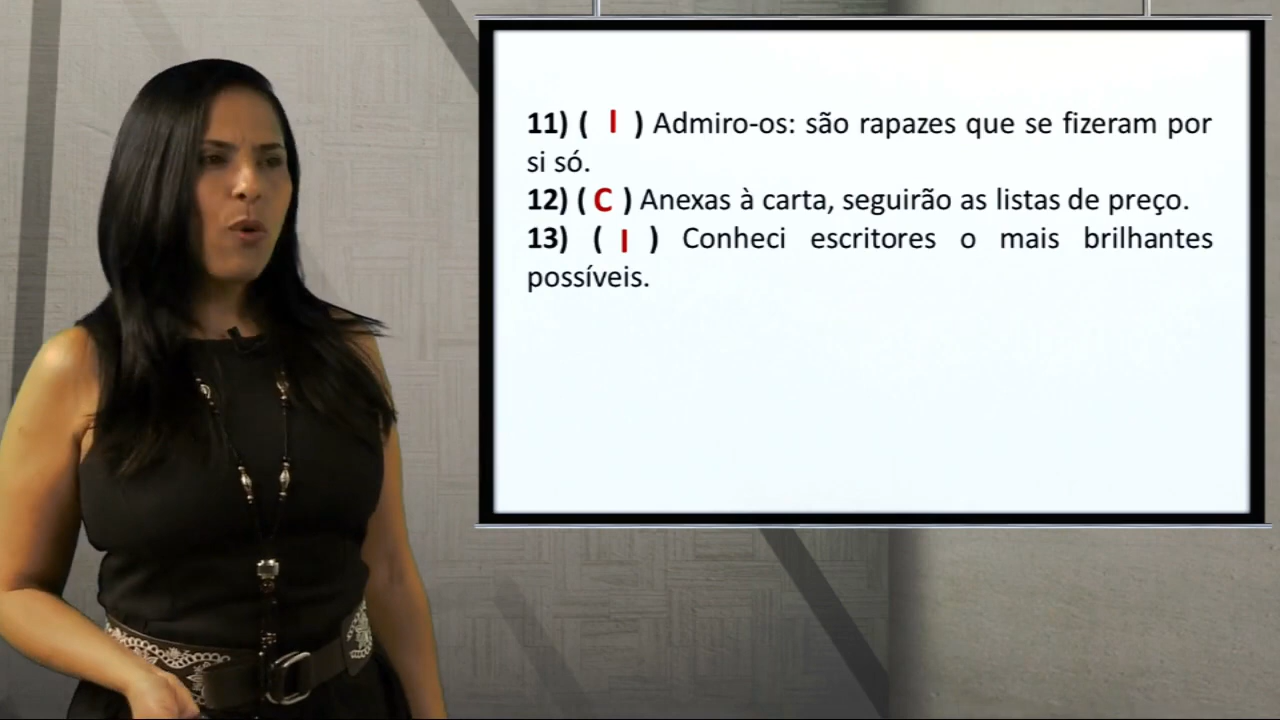 11) ( I ) Admiro-os: são rapazes que se fizeram por
si só.
12) ( C ) Anexas à carta, seguirão as listas de preço.
13) ( I ) Conheci escritores o mais brilhantes
possíveis.